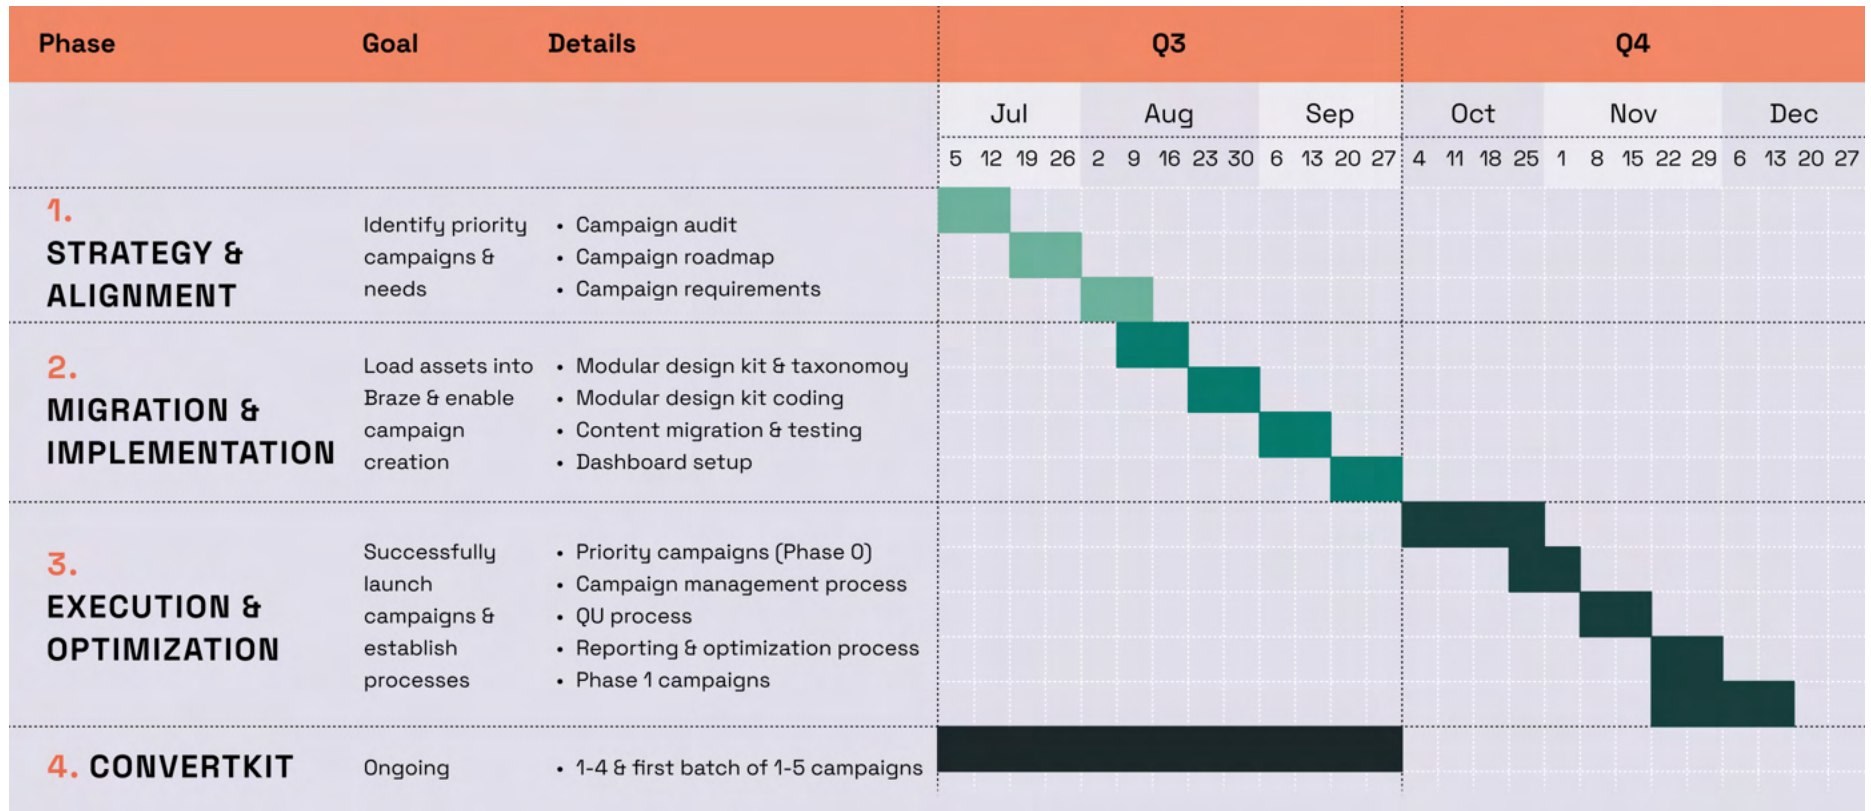 Phase Goal Details Q3 Q4
Jul Aug Sep Oct Nov Dec
5 12 19 26 2 9 16 23 30 6 13 20 27 4 11 18 25 1 8 15 22 29 6 13 20 27
1.
STRATEGY &
ALIGNMENT
Identify priority
campaigns &
needs
• Campaign audit
• Campaign roadmap
• Campaign requirements
2.
MIGRATION &
IMPLEMENTATION
Load assets into
Braze & enable
campaign
creation
• Modular design kit & taxonomoy
• Modular design kit coding
• Content migration & testing
• Dashboard setup
3.
EXECUTION &
OPTIMIZATION
Successfully
launch
campaigns &
establish
processes
• Priority campaigns (Phase 0)
• Campaign management process
• QU process
• Reporting & optimization process
• Phase 1 campaigns
4. CONVERTKIT
Ongoing
• 1-4 & first batch of 1-5 campaigns